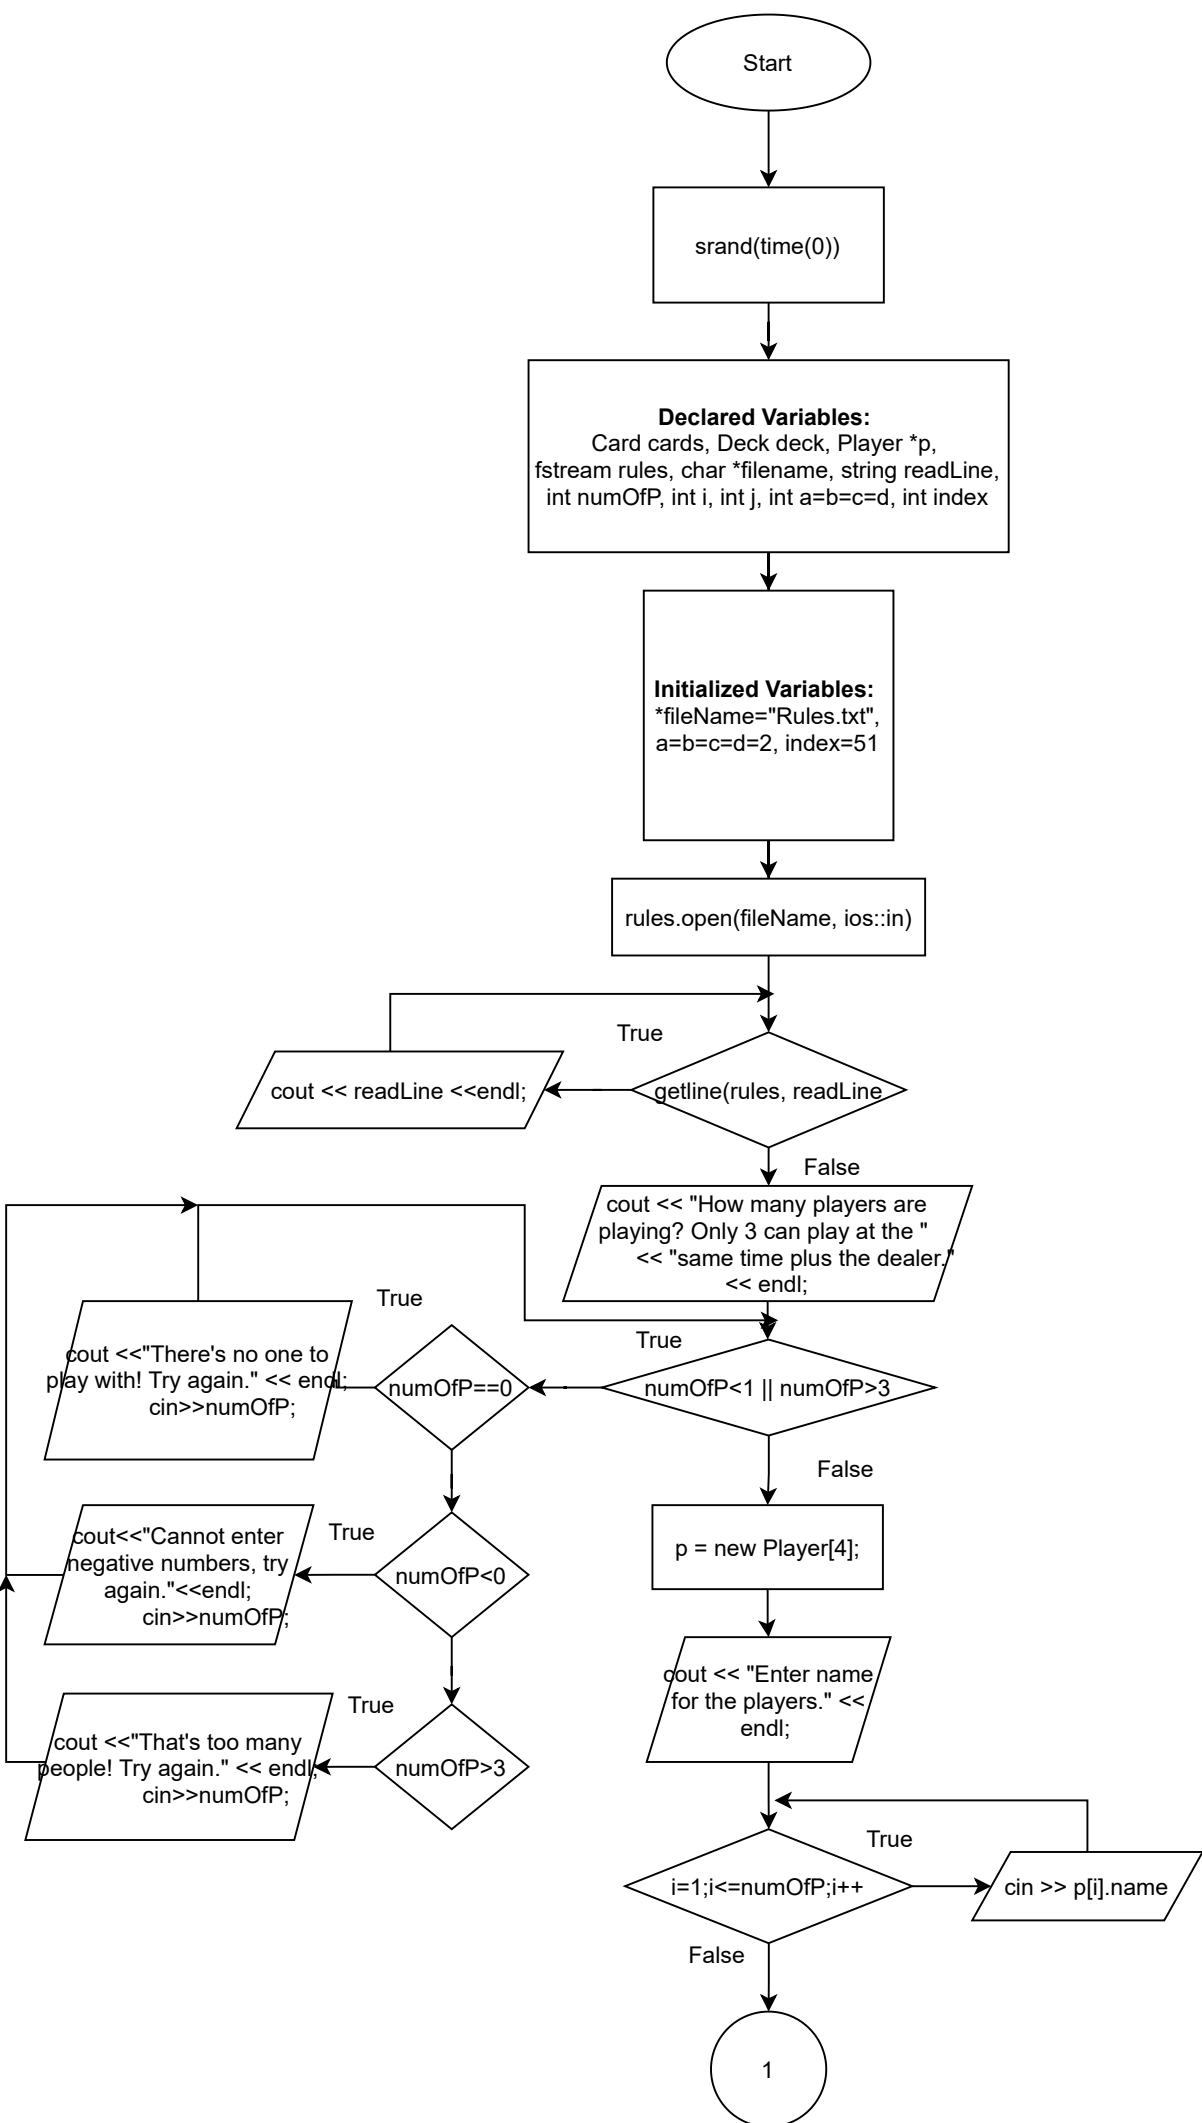 Start
srand(time(0))
Declared Variables:
Card cards, Deck deck, Player *p,
fstream rules, char *filename, string readLine,
int numOfP, int i, int j, int a=b=c=d, int index
Initialized Variables:
*fileName="Rules.txt",
a=b=c=d=2, index=51
rules.open(fileName, ios::in)
True
getline(rules, readLine
cout << readLine <<endl;
False
cout << "How many players are
playing? Only 3 can play at the "
<< "same time plus the dealer."
<< endl;
True
numOfP<1 || numOfP>3
True
numOfP==0
cout <<"There's no one to
play with! Try again." << endl;
cin>>numOfP;
False
p = new Player[4];
True
numOfP<0
cout<<"Cannot enter
negative numbers, try
again."<<endl;
cin>>numOfP;
True
numOfP>3
cout <<"That's too many
people! Try again." << endl;
cin>>numOfP;
cout << "Enter name
for the players." <<
endl;
True
i=1;i<=numOfP;i++
cin >> p[i].name
False
1